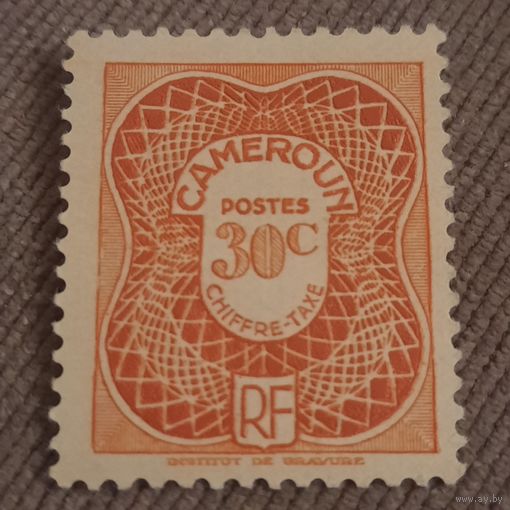 CAMEROUN
POSTES
30c
CHIFFRE-TAXE
RF
INSTITUT DE GRAVURE
www.ay.by